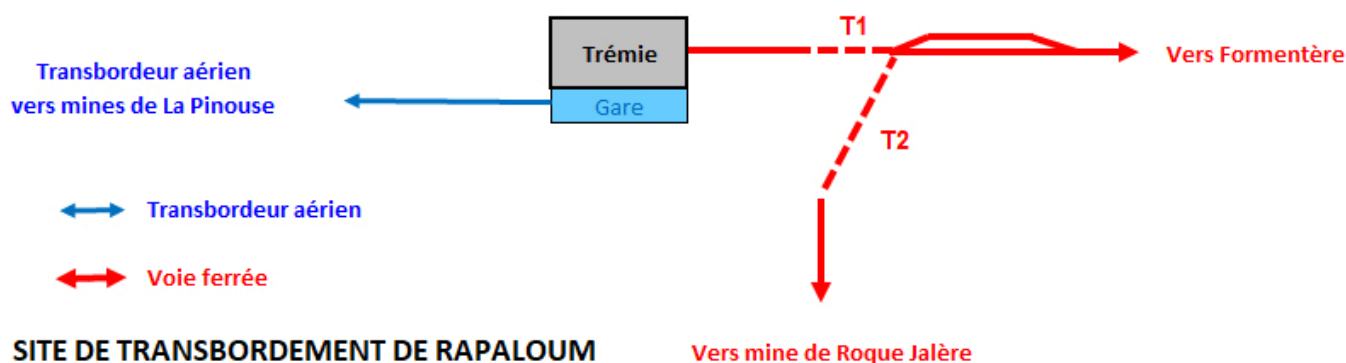 T1
Trémie
Vers Formentère
Transbordeur aérien
vers mines de La Pinouse
Gare
T2
Transbordeur aérien
Voie ferrée
SITE DE TRANSBORDEMENT DE RAPALOUM
Vers mine de Roque Jalère